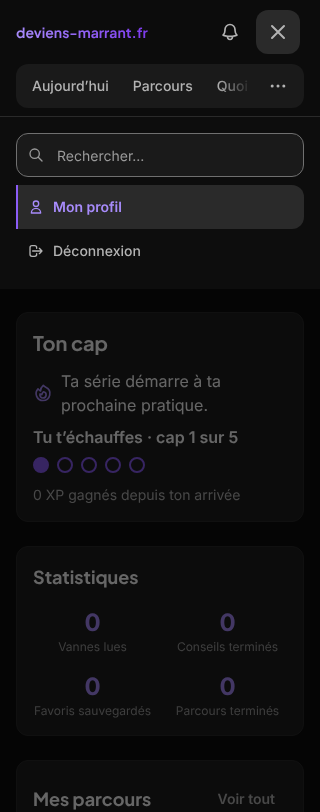 deviens-marrant.fr
Aujourd'hui Parcours Quoi
Rechercher...
Mon profil
Déconnexion
Ton cap
Ta série démarre à ta
prochaine pratique.
Tu t'échauffes · cap 1 sur 5
0 XP gagnés depuis ton arrivée
Statistiques
0 0
Vannes lues Conseils terminés
0 0
Favoris sauvegardés Parcours terminés
Mes parcours Voir tout